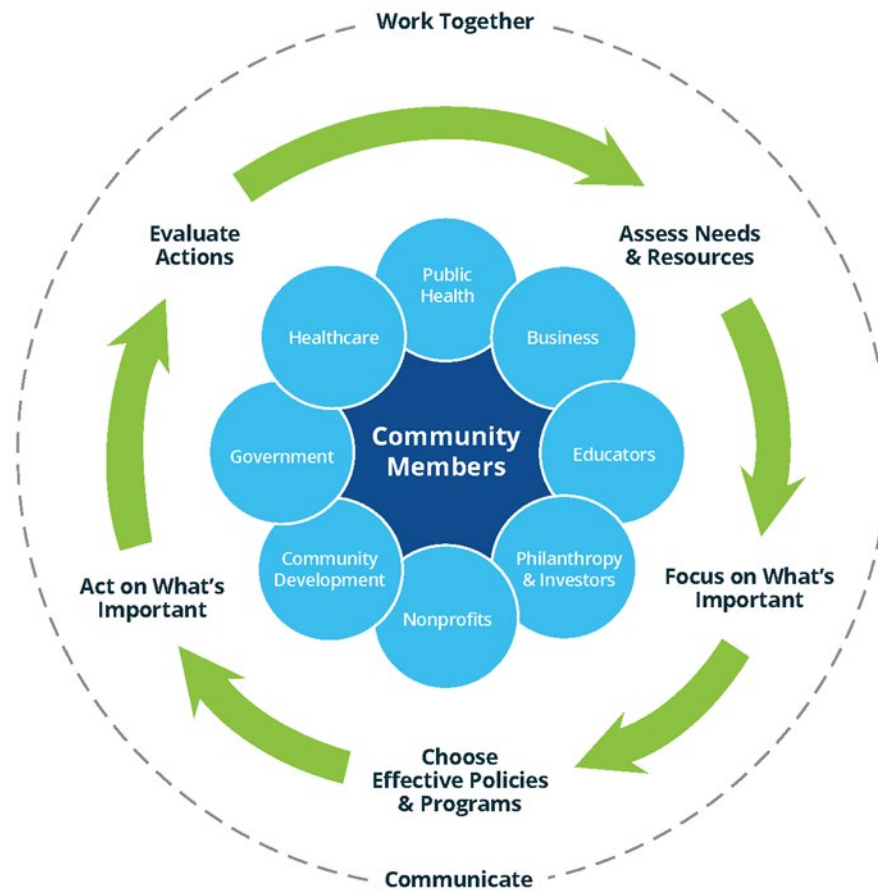 Work Together
Evaluate
Actions
Assess Needs
& Resources
Public
Health
Healthcare
Business
Community
Members
Government
Educators
Community
Development
Philanthropy
& Investors
Nonprofits
Act on What's
Important
Focus on What's
Important
Choose
Effective Policies
& Programs
Communicate